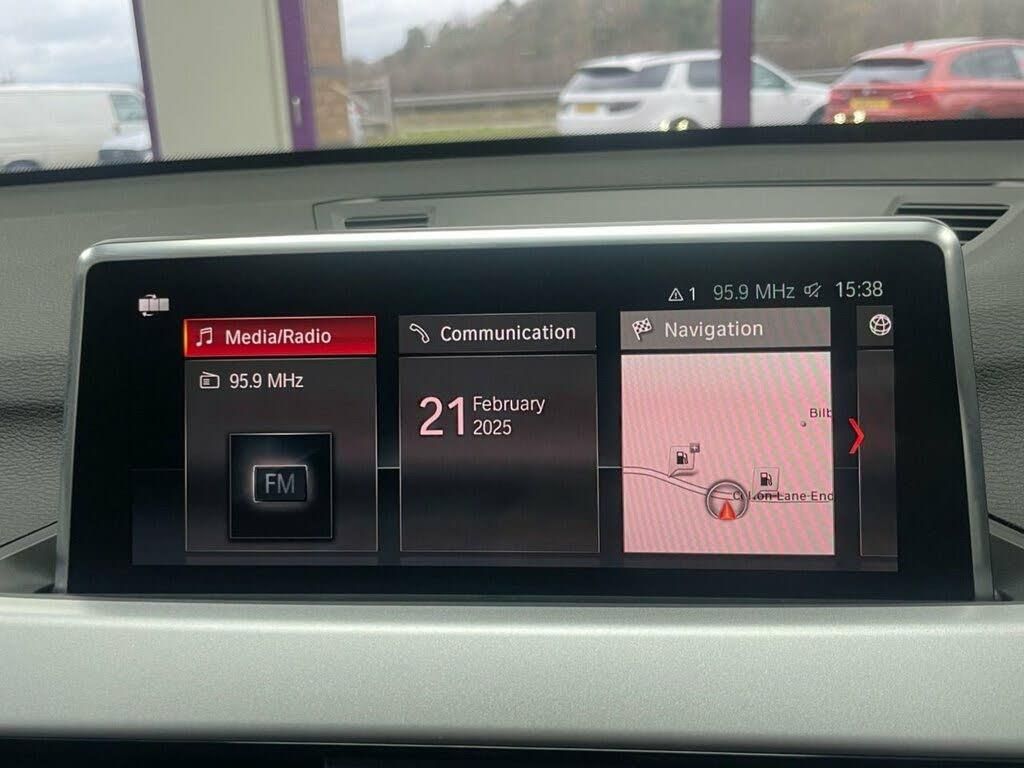 1 95.9 MHz 15:38
Media/Radio
95.9 MHz
FM
Communication
21 February
2025
Navigation
Bilb
Lane End